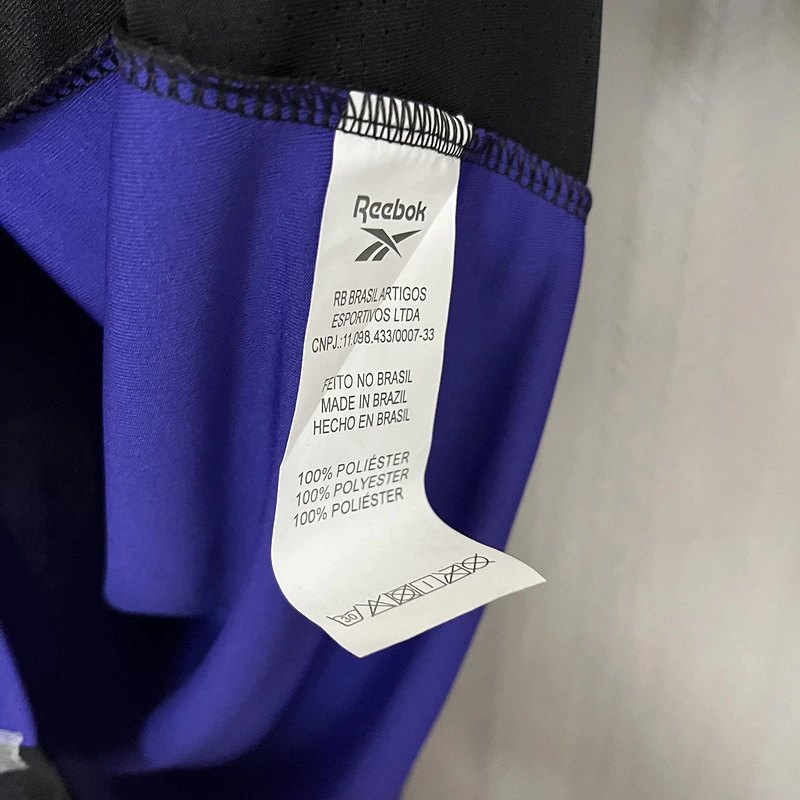 Reebok
RB BRASIL ARTIGOS
ESPORTIVOS LTDA
CNPJ.:11.098.433/0007-33
FEITO NO BRASIL
MADE IN BRAZIL
HECHO EN BRASIL
100% POLIÉSTER
100% POLYESTER
100% POLIÉSTER
30